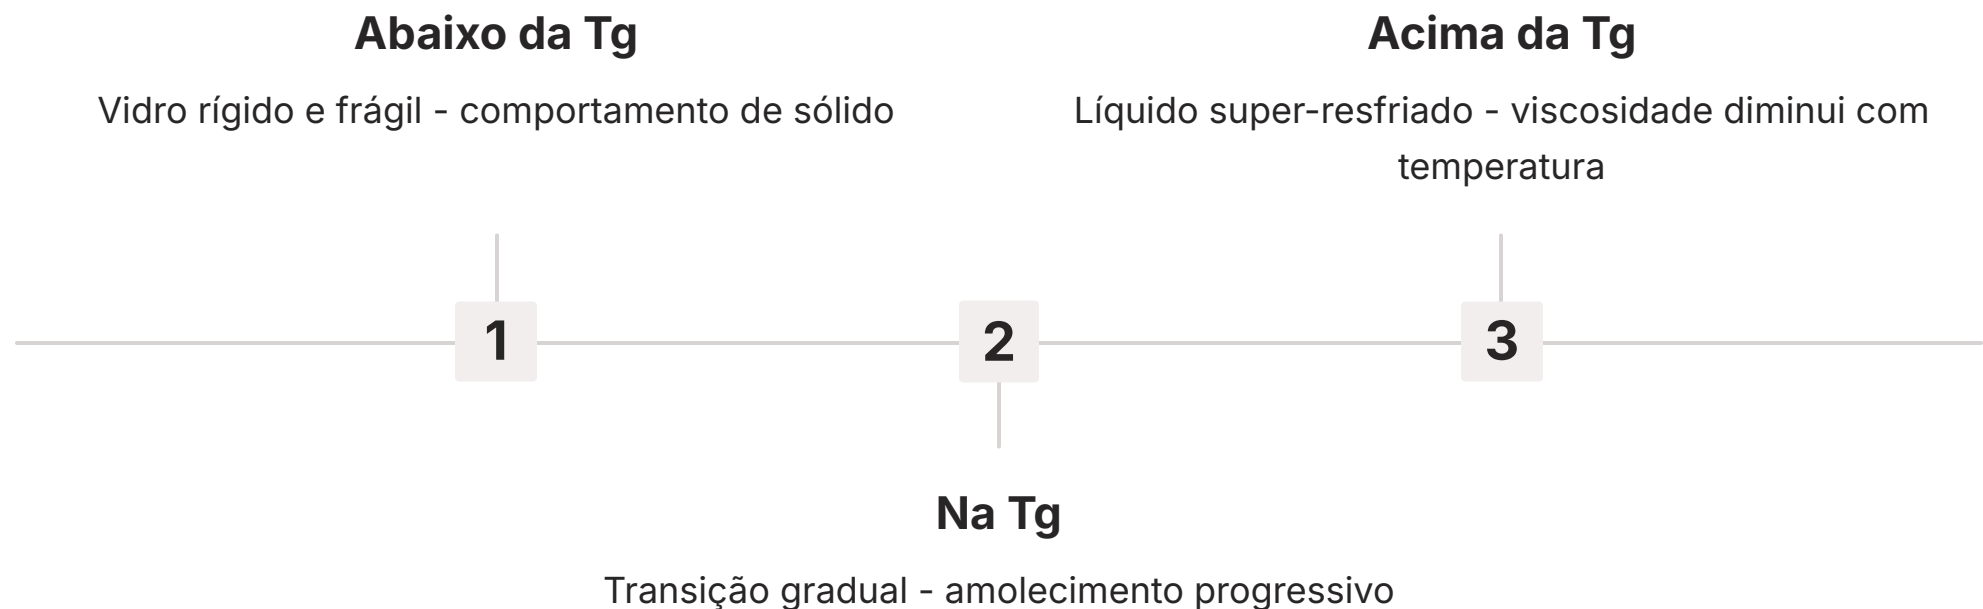 Abaixo da Tg
Vidro rígido e frágil - comportamento de sólido
Acima da Tg
Líquido super-resfriado - viscosidade diminui com
temperatura
1
2
3
Na Tg
Transição gradual - amolecimento progressivo